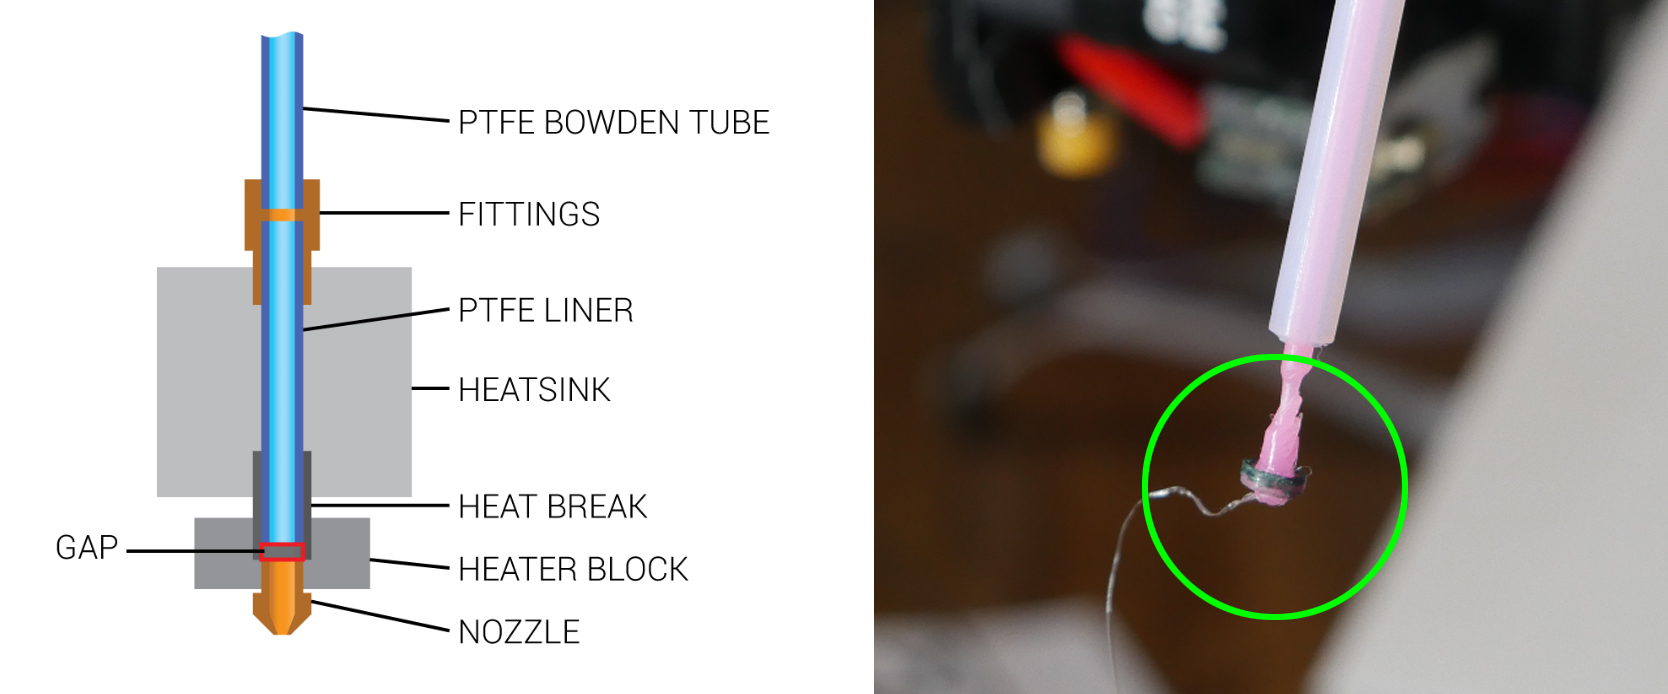 PTFE BOWDEN TUBE
FITTINGS
PTFE LINER
HEATSINK
HEAT BREAK
GAP
HEATER BLOCK
NOZZLE